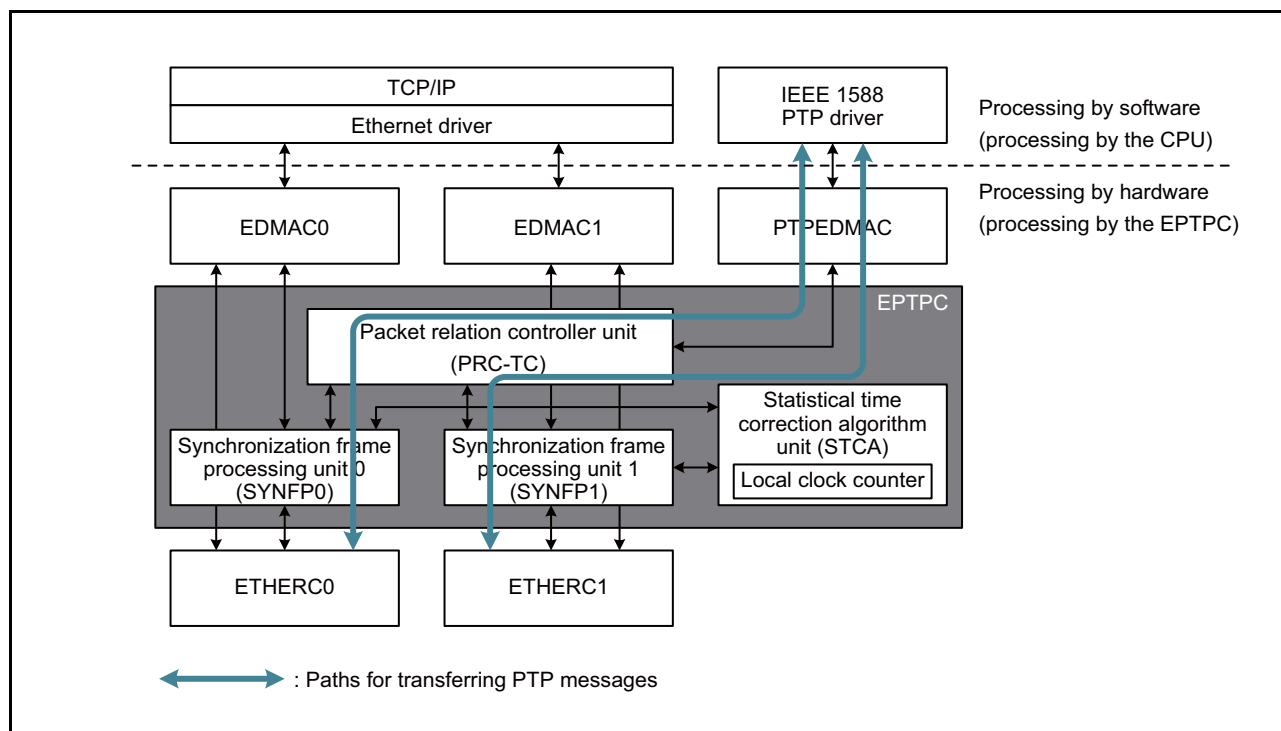 TCP/IP
Ethernet driver
IEEE 1588
PTP driver
Processing by software
(processing by the CPU)
Processing by hardware
(processing by the EPTPC)
EDMAC0
EDMAC1
PTPEDMAC
EPTPC
Packet relation controller unit
(PRC-TC)
Synchronization frame
processing unit 0
(SYNFP0)
Synchronization frame
processing unit 1
(SYNFP1)
Statistical time
correction algorithm
unit (STCA)
Local clock counter
ETHERC0
ETHERC1
: Paths for transferring PTP messages